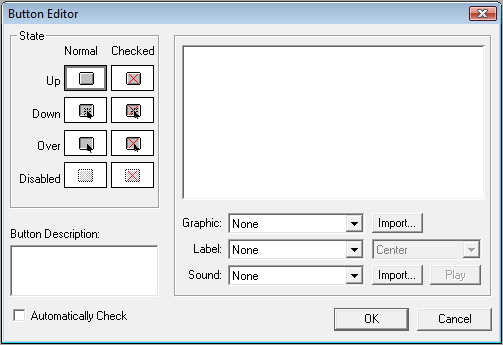 Button Editor
State
Normal Checked
Up
Down
Over
Disabled
Button Description:
Automatically Check
Graphic: None Import...
Label: None Center
Sound: None Import... Play
OK Cancel